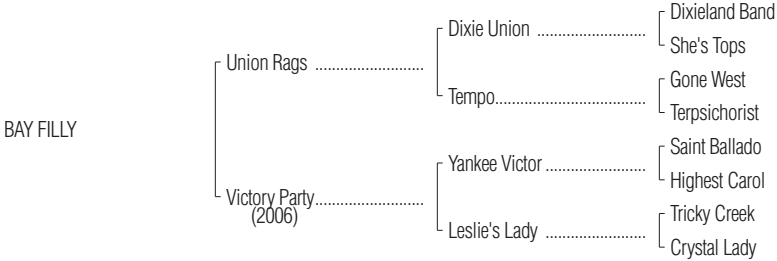 Dixieland Band
Dixie Union ..........................
She's Tops
Union Rags ..........................
Gone West
Tempo....................................
Terpsichorist
BAY FILLY
Saint Ballado
Yankee Victor ........................
Highest Carol
Victory Party..........................
(2006)
Tricky Creek
Leslie's Lady ........................
Crystal Lady